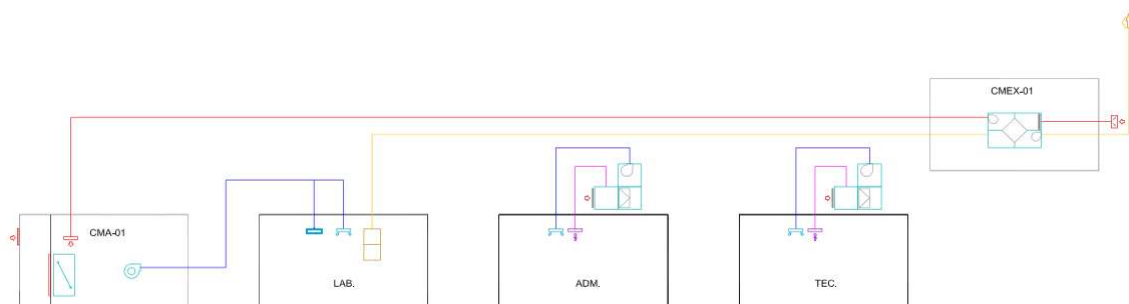 CMEX-01
CMA-01
LAB.
ADM.
TEC.